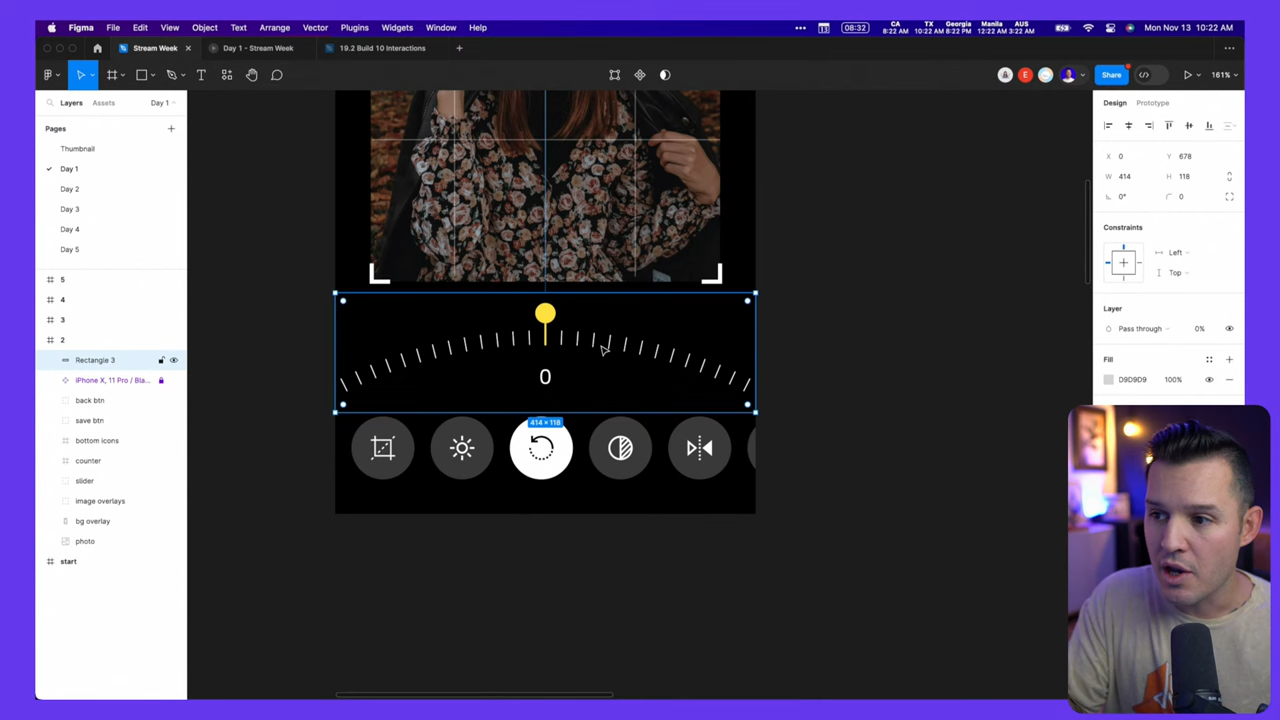 Figma File Edit View Object Text Arrange Vector Plugins Widgets Window Help
13 08:32
CA TX Georgia Manila AUS
8:22 AM 10:22 AM 8:22 PM 12:22 AM 3:22 AM
Mon Nov 13 10:22 AM
Stream Week
Day 1 - Stream Week
19.2 Build 10 Interactions
T
A E
Share
161%
Layers Assets Day 1
Pages
Thumbnail
Day 1
Day 2
Day 3
Day 4
Day 5
5
4
3
2
Rectangle 3
iPhone X, 11 Pro / Bla...
back btn
save btn
bottom icons
counter
slider
image overlays
bg overlay
photo
start
0
414 × 118
Design Prototype
X 0 Y 678
W 414 H 118
0° 0
Constraints
Left
Top
Layer
Pass through 0%
Fill
D9D9D9 100%